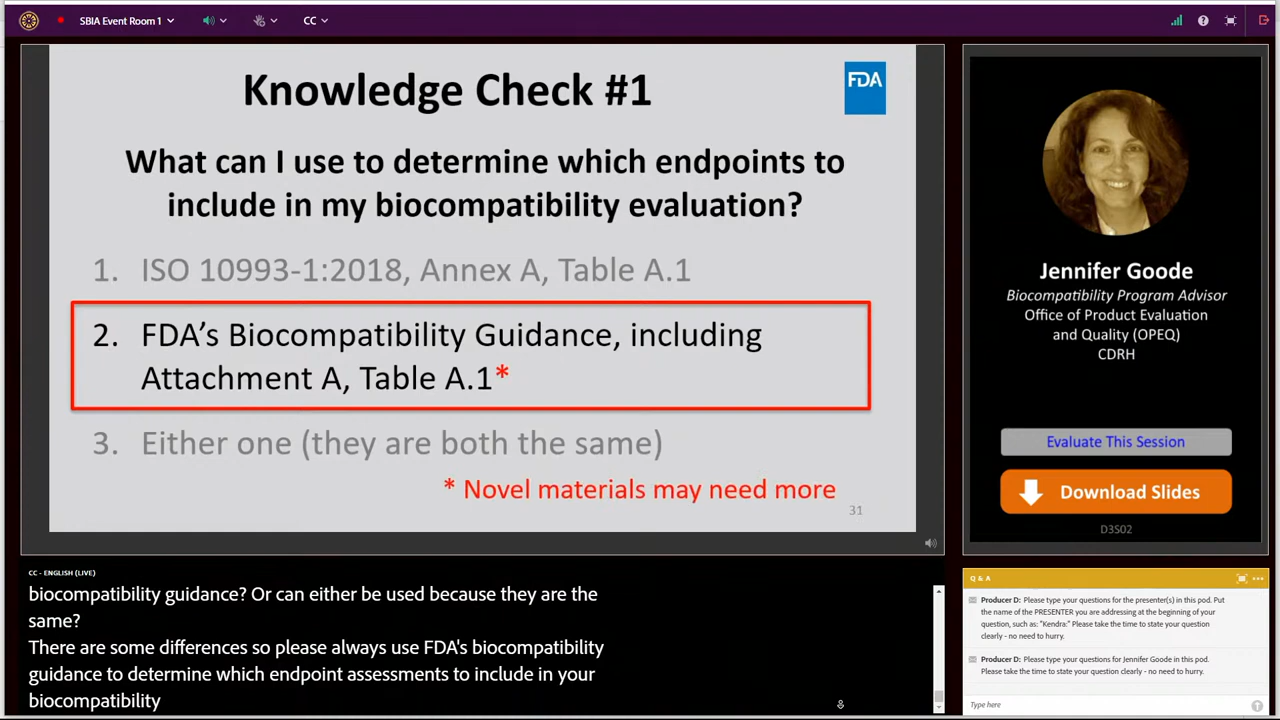 SBIA Event Room 1
CC
Knowledge Check #1
FDA
What can I use to determine which endpoints to
include in my biocompatibility evaluation?
1. ISO 10993-1:2018, Annex A, Table A.1
2. FDA’s Biocompatibility Guidance, including
Attachment A, Table A.1*
3. Either one (they are both the same)
* Novel materials may need more
31
Jennifer Goode
Biocompatibility Program Advisor
Office of Product Evaluation
and Quality (OPEQ)
CDRH
Evaluate This Session
Download Slides
D3S02
CC - ENGLISH (LIVE)
biocompatibility guidance? Or can either be used because they are the
same?
There are some differences so please always use FDA's biocompatibility
guidance to determine which endpoint assessments to include in your
biocompatibility
Q & A
Producer D: Please type your questions for the presenter(s) in this pod. Put
the name of the PRESENTER you are addressing at the beginning of your
question, such as: "Kendra:" Please take the time to state your question
clearly - no need to hurry.
Producer D: Please type your questions for Jennifer Goode in this pod.
Please take the time to state your question clearly - no need to hurry.
Type here